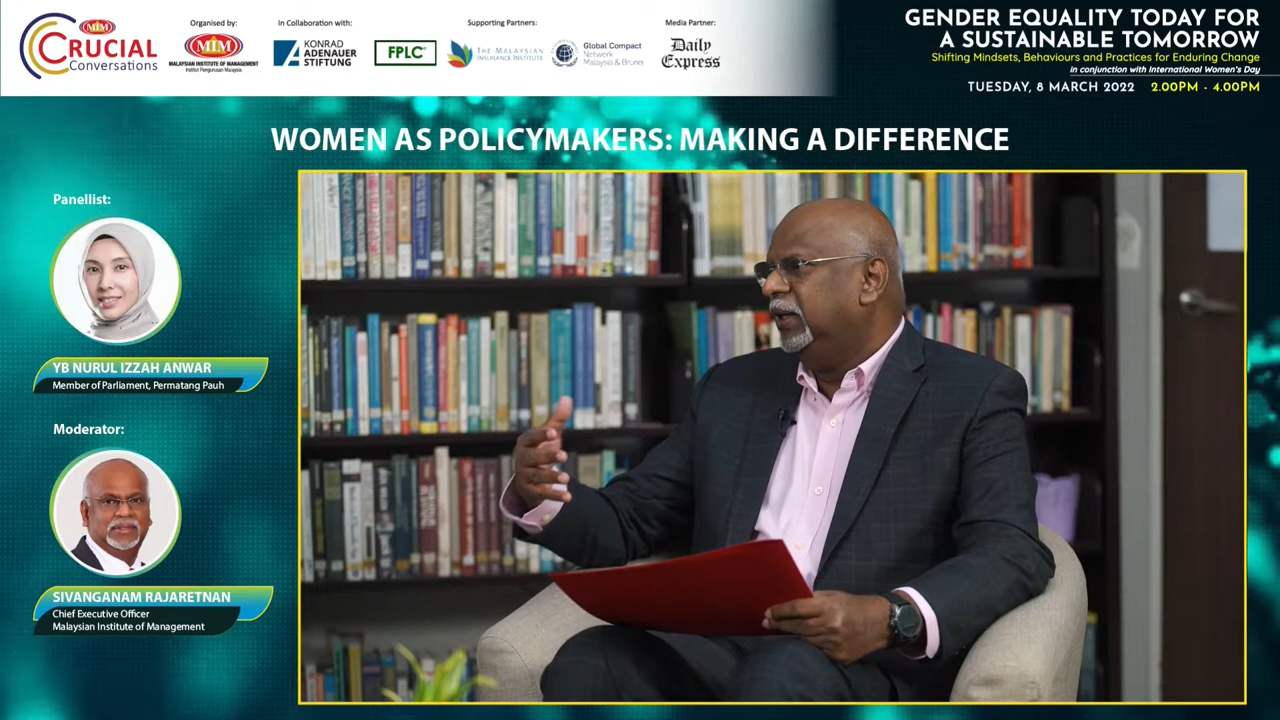 MIM
CRUCIAL
Conversations
Organised by:
MIM
MALAYSIAN INSTITUTE OF MANAGEMENT
Institut Pengurusan Malaysia
In Collaboration with:
KONRAD
ADENAUER
STIFTUNG
FPLC
Supporting Partners:
THE MALAYSIAN
INSURANCE INSTITUTE
Global Compact
Network
Malaysia & Brunei
Media Partner:
Daily
Express
GENDER EQUALITY TODAY FOR
A SUSTAINABLE TOMORROW
Shifting Mindsets, Behaviours and Practices for Enduring Change
in conjunction with International Women's Day
TUESDAY, 8 MARCH 2022 2.00PM - 4.00PM
WOMEN AS POLICYMAKERS: MAKING A DIFFERENCE
Panellist:
YB NURUL IZZAH ANWAR
Member of Parliament, Permatang Pauh
Moderator:
SIVANGANAM RAJARETNAN
Chief Executive Officer
Malaysian Institute of Management